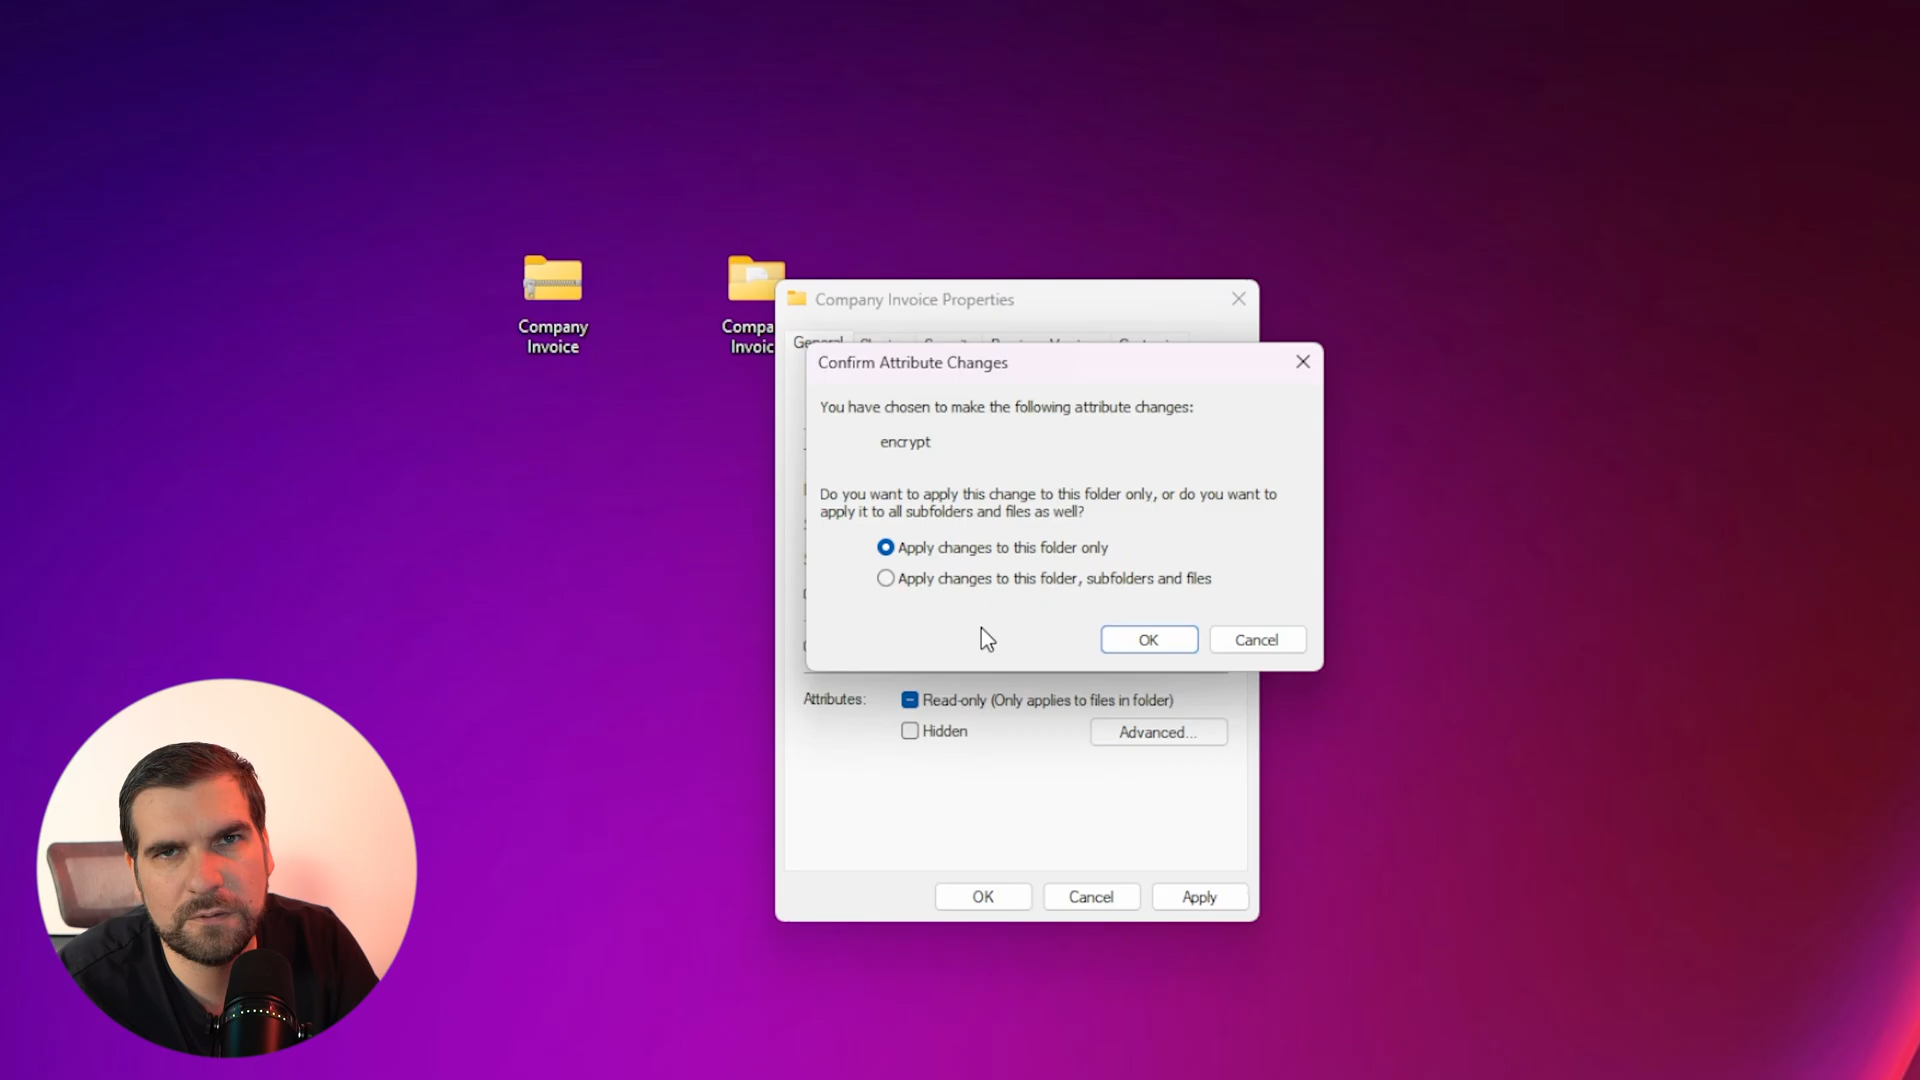 Company
Invoice
Company Invoice Properties
General
Confirm Attribute Changes
You have chosen to make the following attribute changes:
encrypt
Do you want to apply this change to this folder only, or do you want to
apply it to all subfolders and files as well?
Apply changes to this folder only
Apply changes to this folder, subfolders and files
OK
Cancel
Attributes:
Read-only (Only applies to files in folder)
Hidden
Advanced...
OK
Cancel
Apply